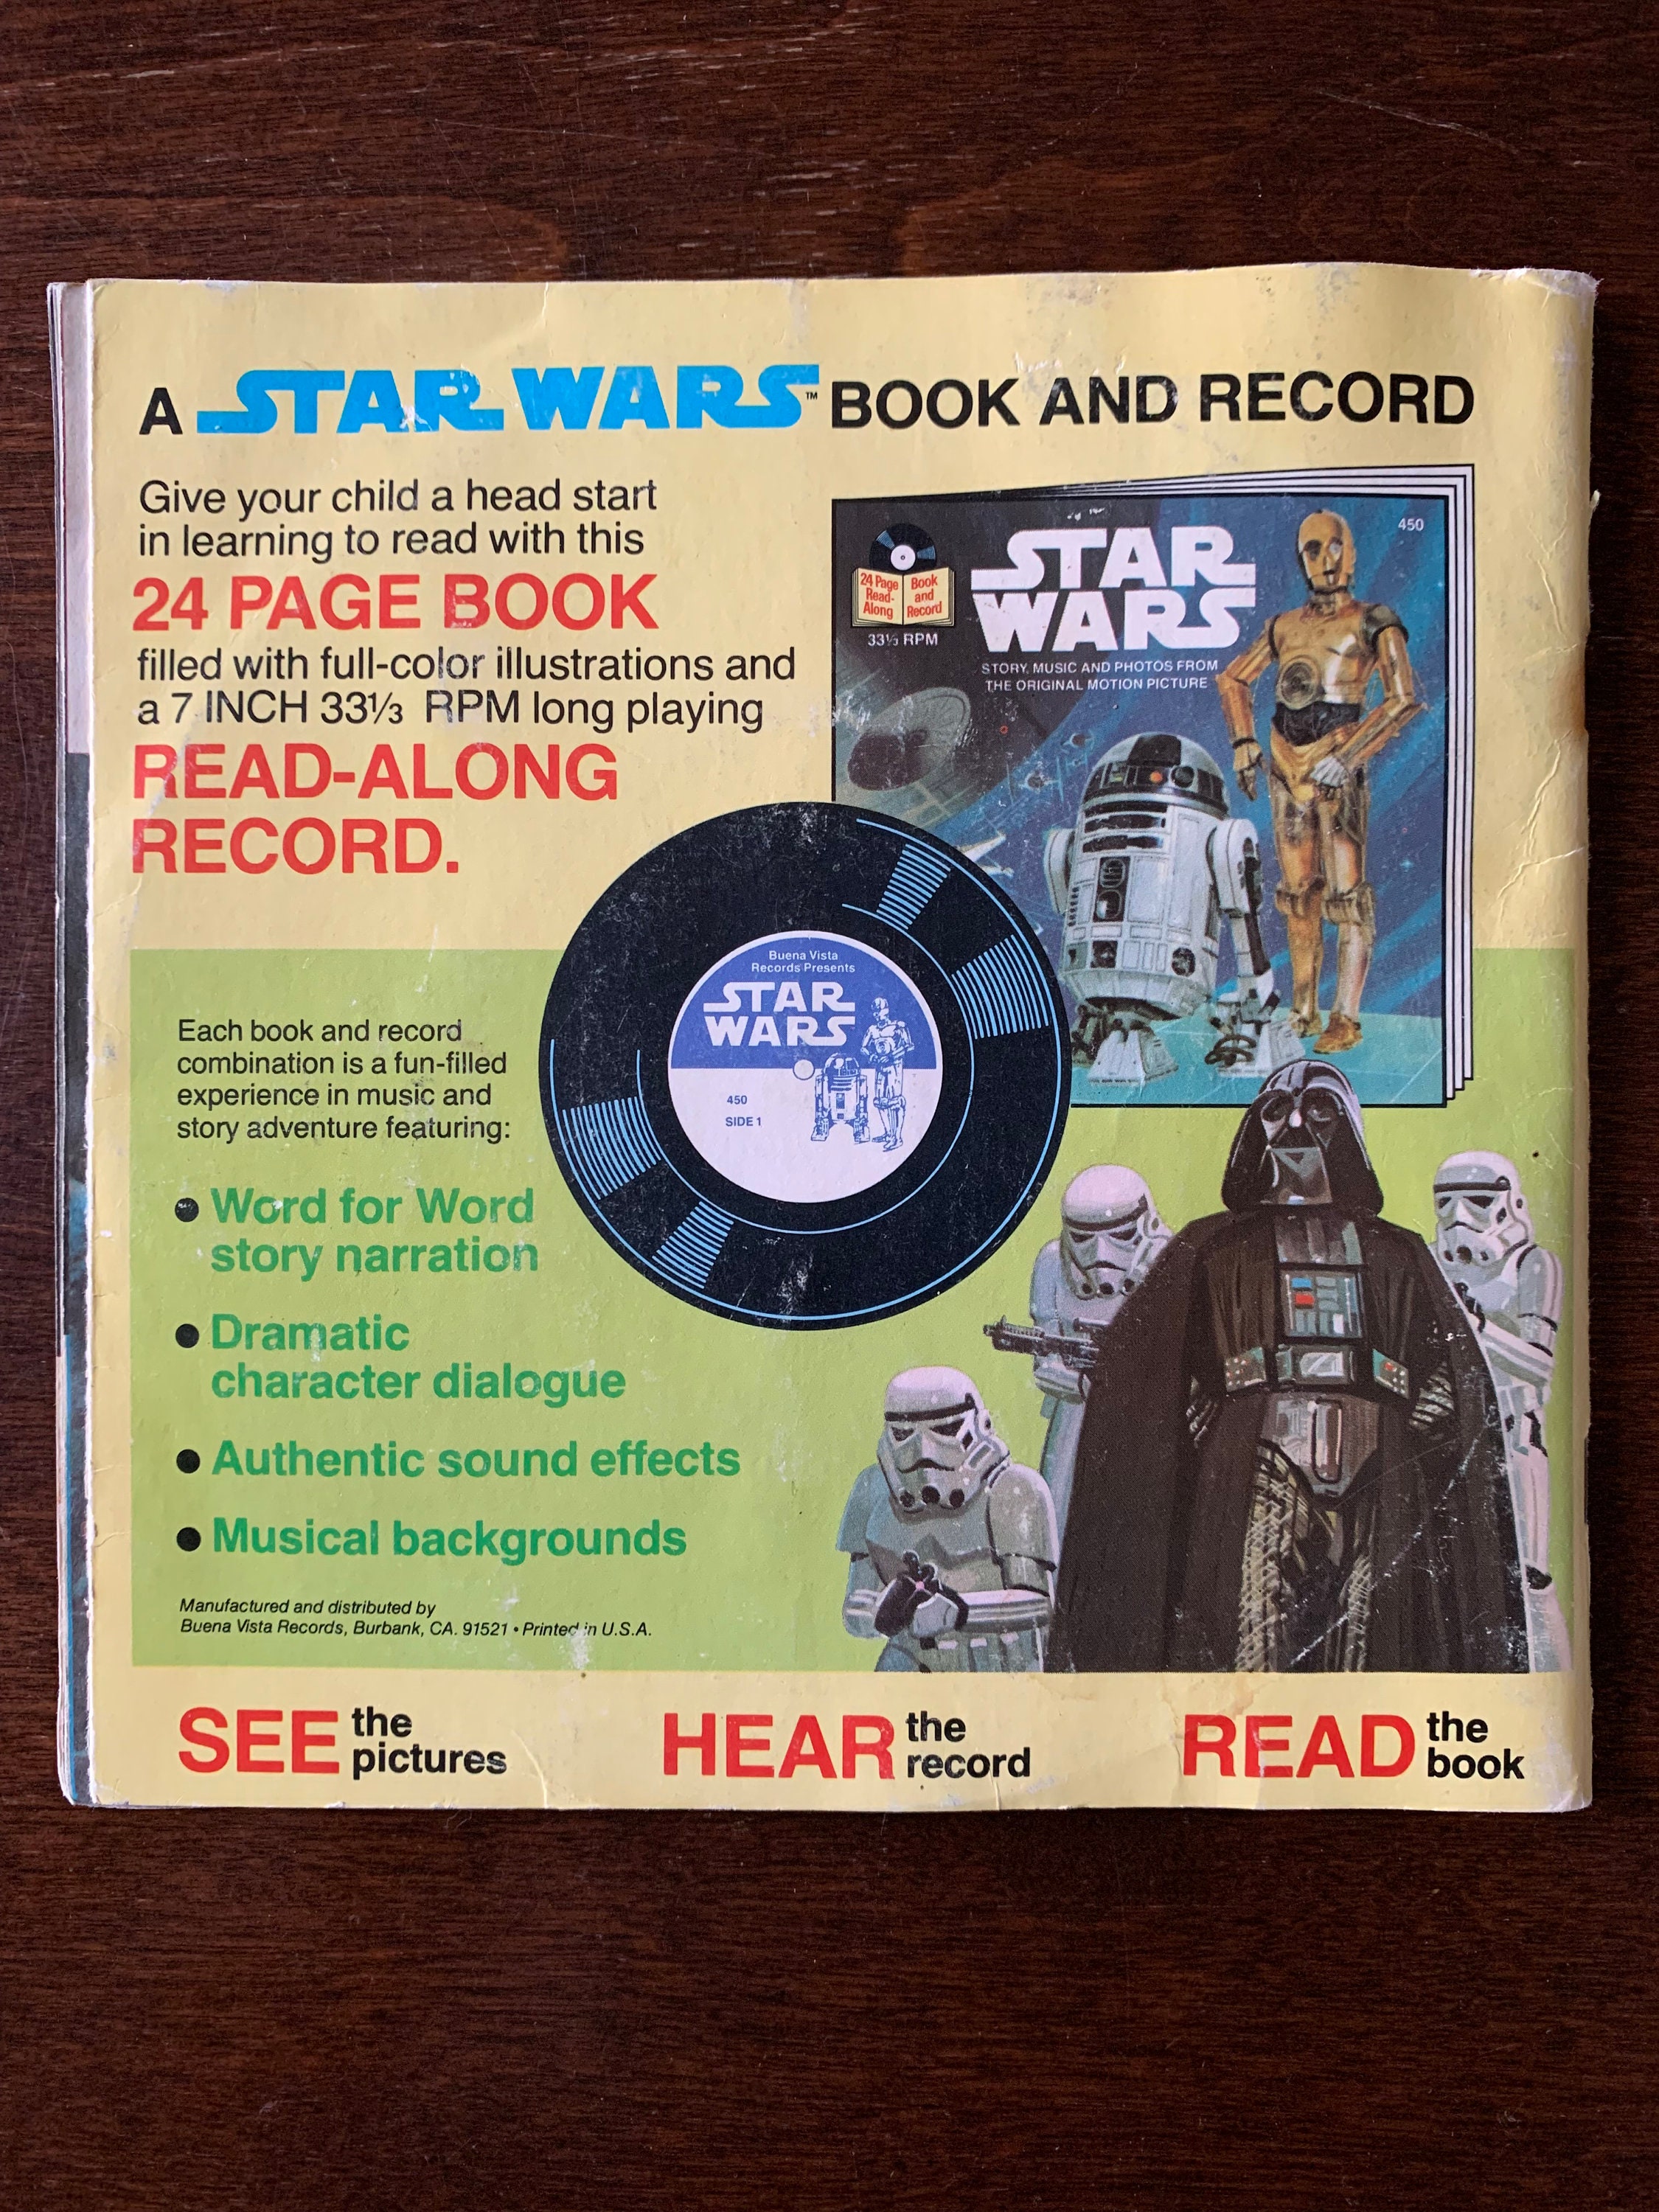 A STAR WARS™ BOOK AND RECORD
Give your child a head start
in learning to read with this
24 PAGE BOOK
filled with full-color illustrations and
a 7 INCH 33⅓ RPM long playing
READ-ALONG
RECORD.
24 Page
Read-
Along
Book
and
Record
33⅓ RPM
STAR
WARS
450
STORY, MUSIC AND PHOTOS FROM
THE ORIGINAL MOTION PICTURE
Buena Vista
Records Presents
STAR
WARS
450
SIDE 1
Each book and record
combination is a fun-filled
experience in music and
story adventure featuring:
● Word for Word
story narration
● Dramatic
character dialogue
● Authentic sound effects
● Musical backgrounds
Manufactured and distributed by
Buena Vista Records, Burbank, CA. 91521 • Printed in U.S.A.
SEE the
pictures
HEAR the
record
READ the
book